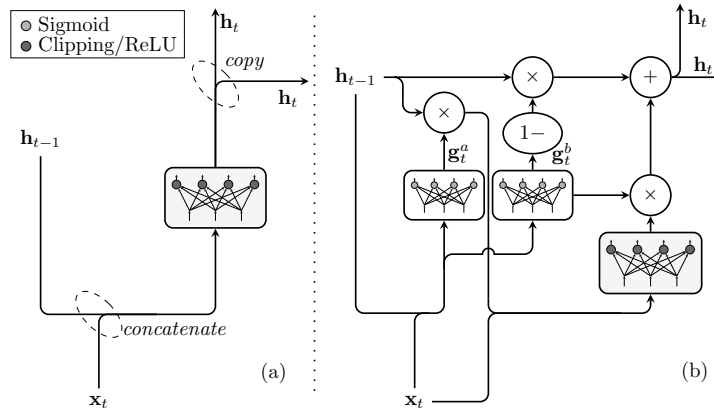 Sigmoid
Clipping/ReLU
h_t
copy
h_t
h_{t−1}
concatenate
x_t
(a)
h_t
h_t
h_{t−1}
×
+
×
1−
g_t^a
g_t^b
×
x_t
(b)